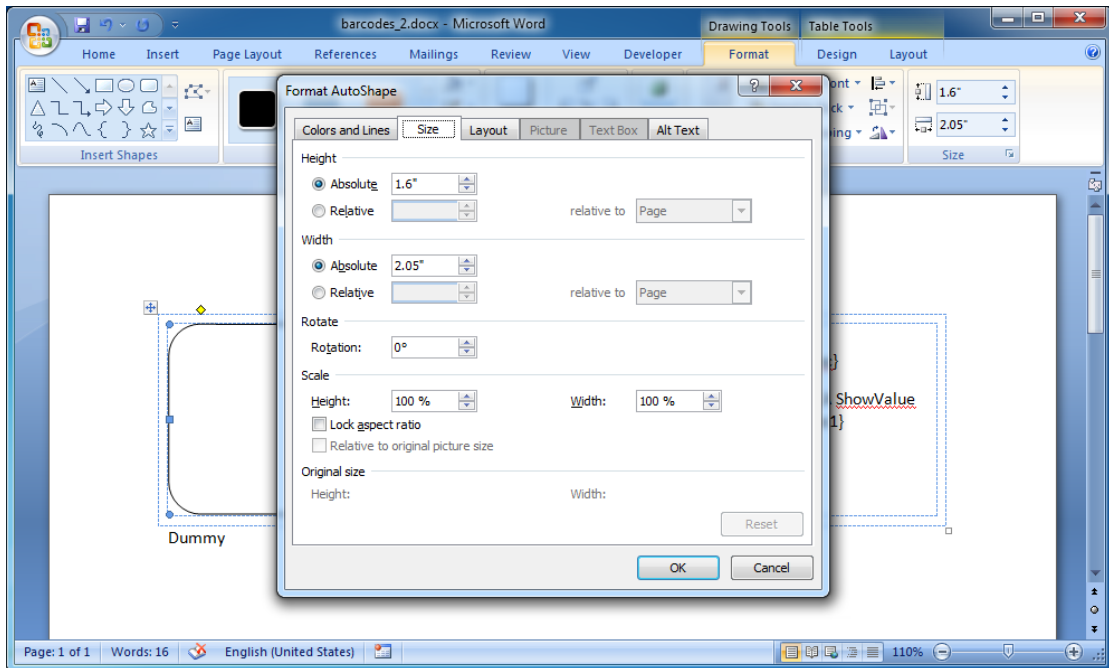 barcodes_2.docx - Microsoft Word
Drawing Tools
Table Tools
Home Insert Page Layout References Mailings Review View Developer Format Design Layout
Insert Shapes
1.6"
2.05"
Size
Format AutoShape
Colors and Lines Size Layout Picture Text Box Alt Text
Height
Absolute 1.6"
Relative relative to Page
Width
Absolute 2.05"
Relative relative to Page
Rotate
Rotation: 0°
Scale
Height: 100 % Width: 100 %
Lock aspect ratio
Relative to original picture size
Original size
Height: Width:
Reset
OK Cancel
}
ShowValue
1}
Dummy
Page: 1 of 1 Words: 16 English (United States) 110%